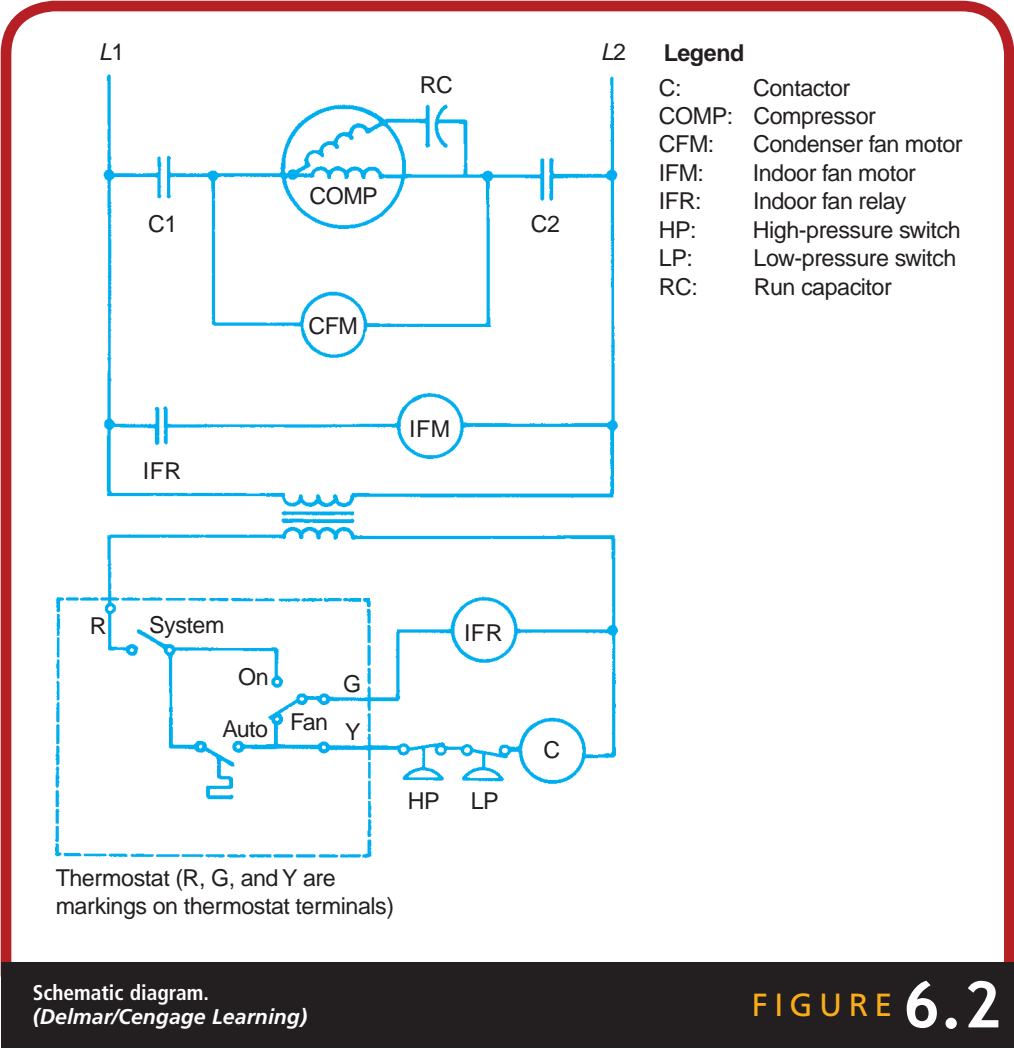 L1
L2
RC
COMP
C1
C2
CFM
IFM
IFR
Legend
C: Contactor
COMP: Compressor
CFM: Condenser fan motor
IFM: Indoor fan motor
IFR: Indoor fan relay
HP: High-pressure switch
LP: Low-pressure switch
RC: Run capacitor
R
System
On
G
Auto
Fan
Y
IFR
C
HP
LP
Thermostat (R, G, and Y are
markings on thermostat terminals)
Schematic diagram.
(Delmar/Cengage Learning)
FIGURE 6.2